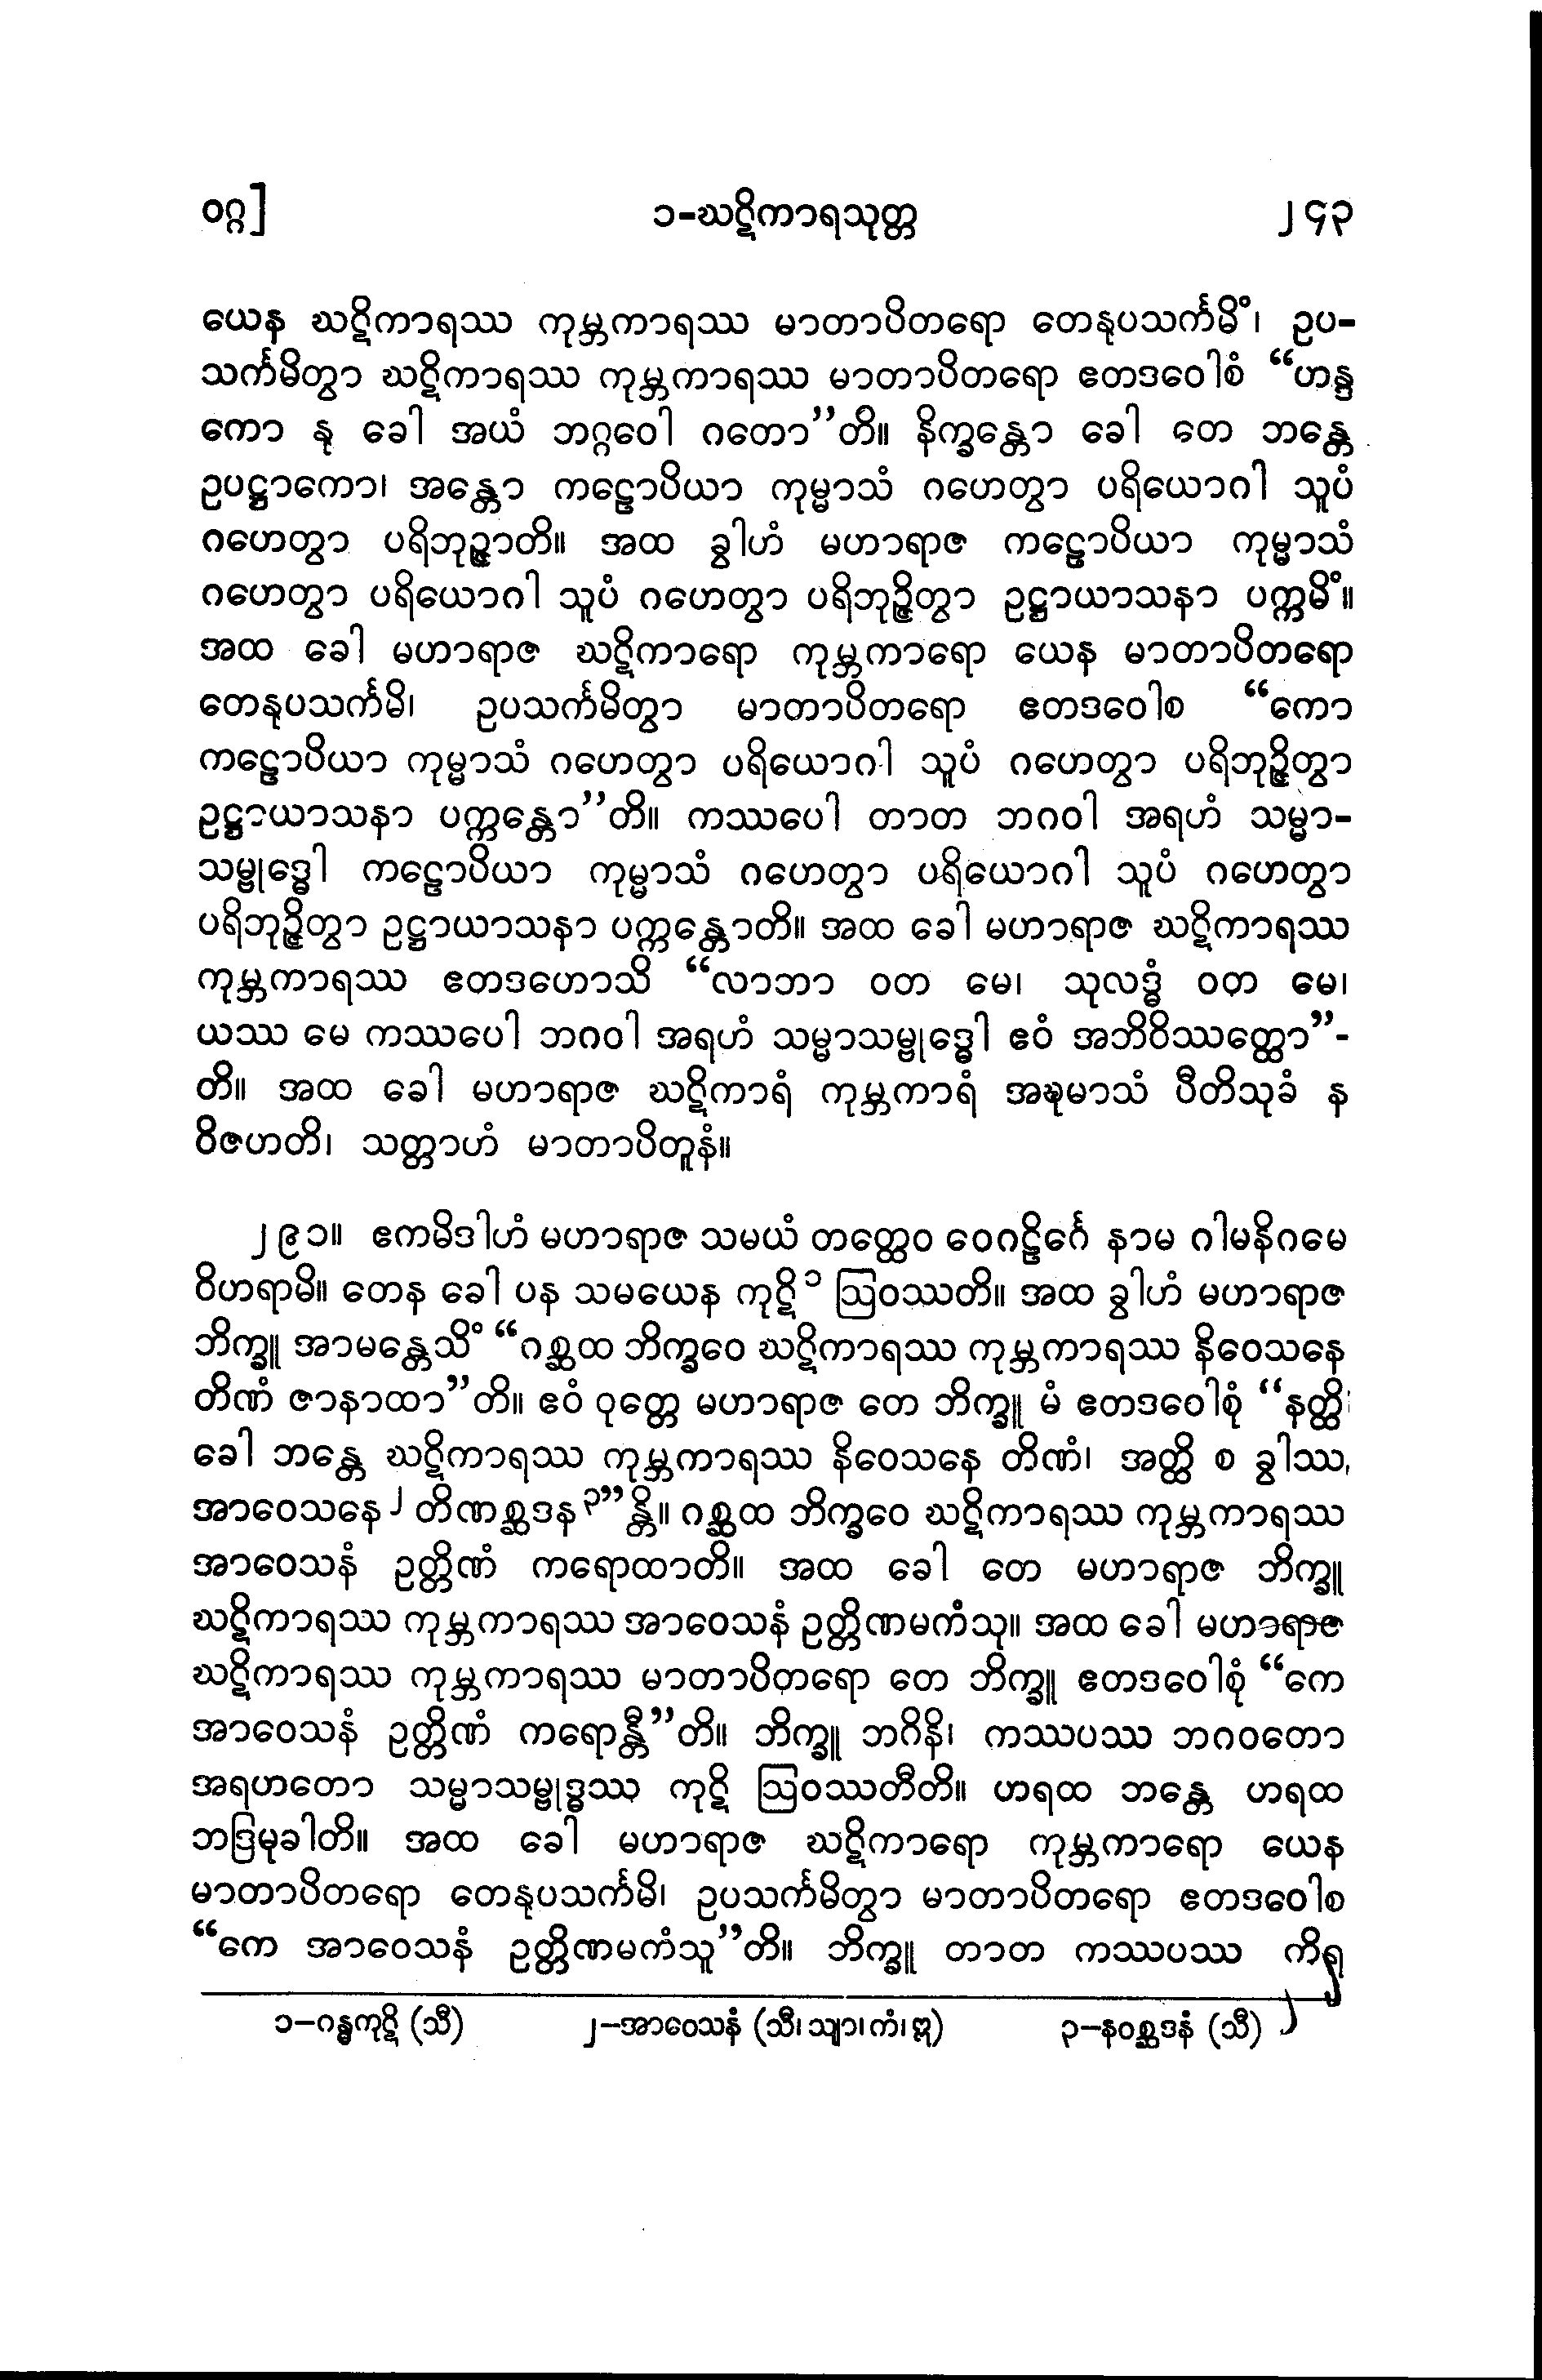 ဝဂ္ဂ] ၁-ဃဋိကာရသုတ္တ ၂၄၃
ယေန ဃဋိကာရဿ ကုမ္ဘကာရဿ မာတာပိတရော တေနုပသင်္ကမိံ၊ ဥပ-
သင်္ကမိတွာ ဃဋိကာရဿ ကုမ္ဘကာရဿ မာတာပိတရော ဧတဒဝေါစံ “ဟန္ဒ
ကော နု ခေါ အယံ ဘဂ္ဂဝေါ ဂတော”တိ။ နိက္ခန္တော ခေါ တေ ဘန္တေ
ဥပဋ္ဌာကော၊ အန္တော ကဠောပိယာ ကုမ္မာသံ ဂဟေတွာ ပရိယောဂါ သူပံ
ဂဟေတွာ ပရိဘုဉ္ဇာတိ။ အထ ခွါဟံ မဟာရာဇ ကဠောပိယာ ကုမ္မာသံ
ဂဟေတွာ ပရိယောဂါ သူပံ ဂဟေတွာ ပရိဘုဉ္ဇိတွာ ဥဋ္ဌာယာသနာ ပက္ကမိံ။
အထ ခေါ မဟာရာဇ ဃဋိကာရော ကုမ္ဘကာရော ယေန မာတာပိတရော
တေနုပသင်္ကမိ၊ ဥပသင်္ကမိတွာ မာတာပိတရော ဧတဒဝေါစ “ကော
ကဠောပိယာ ကုမ္မာသံ ဂဟေတွာ ပရိယောဂါ သူပံ ဂဟေတွာ ပရိဘုဉ္ဇိတွာ
ဥဋ္ဌာယာသနာ ပက္ကန္တော”တိ။ ကဿပေါ တာတ ဘဂဝါ အရဟံ သမ္မာ-
သမ္ဗုဒ္ဓေါ ကဠောပိယာ ကုမ္မာသံ ဂဟေတွာ ပရိယောဂါ သူပံ ဂဟေတွာ
ပရိဘုဉ္ဇိတွာ ဥဋ္ဌာယာသနာ ပက္ကန္တောတိ။ အထ ခေါ မဟာရာဇ ဃဋိကာရဿ
ကုမ္ဘကာရဿ ဧတဒဟောသိ “လာဘာ ဝတ မေ၊ သုလဒ္ဓံ ဝတ မေ၊
ယဿ မေ ကဿပေါ ဘဂဝါ အရဟံ သမ္မာသမ္ဗုဒ္ဓေါ ဧဝံ အဘိဝိဿတ္ထော”-
တိ။ အထ ခေါ မဟာရာဇ ဃဋိကာရံ ကုမ္ဘကာရံ အဍ္ဎမာသံ ပီတိသုခံ န
ဝိဇဟတိ၊ သတ္တာဟံ မာတာပိတူနံ။
၂၉၁။ ဧကမိဒါဟံ မဟာရာဇ သမယံ တတ္ထေဝ ဝေဂဠိင်္ဂေ နာမ ဂါမနိဂမေ
ဝိဟရာမိ။ တေန ခေါ ပန သမယေန ကုဋိ၁ ဩဝဿတိ။ အထ ခွါဟံ မဟာရာဇ
ဘိက္ခူ အာမန္တေသိံ “ဂစ္ဆထ ဘိက္ခဝေ ဃဋိကာရဿ ကုမ္ဘကာရဿ နိဝေသနေ
တိဏံ ဇာနာထာ”တိ။ ဧဝံ ဝုတ္တေ မဟာရာဇ တေ ဘိက္ခူ မံ ဧတဒဝေါစုံ “နတ္ထိ
ခေါ ဘန္တေ ဃဋိကာရဿ ကုမ္ဘကာရဿ နိဝေသနေ တိဏံ၊ အတ္ထိ စ ခွါဿ
အာဝေသနေ၂ တိဏစ္ဆဒန၃”န္တိ။ ဂစ္ဆထ ဘိက္ခဝေ ဃဋိကာရဿ ကုမ္ဘကာရဿ
အာဝေသနံ ဥတ္တိဏံ ကရောထာတိ။ အထ ခေါ တေ မဟာရာဇ ဘိက္ခူ
ဃဋိကာရဿ ကုမ္ဘကာရဿ အာဝေသနံ ဥတ္တိဏမကံသု။ အထ ခေါ မဟာရာဇ
ဃဋိကာရဿ ကုမ္ဘကာရဿ မာတာပိတရော တေ ဘိက္ခူ ဧတဒဝေါစုံ “ကေ
အာဝေသနံ ဥတ္တိဏံ ကရောန္တီ”တိ။ ဘိက္ခူ ဘဂိနိ၊ ကဿပဿ ဘဂဝတော
အရဟတော သမ္မာသမ္ဗုဒ္ဓဿ ကုဋိ ဩဝဿတီတိ။ ဟရထ ဘန္တေ ဟရထ
ဘဒြမုခါတိ။ အထ ခေါ မဟာရာဇ ဃဋိကာရော ကုမ္ဘကာရော ယေန
မာတာပိတရော တေနုပသင်္ကမိ၊ ဥပသင်္ကမိတွာ မာတာပိတရော ဧတဒဝေါစ
“ကေ အာဝေသနံ ဥတ္တိဏမကံသူ”တိ။ ဘိက္ခူ တာတ ကဿပဿ ကိရ
၁−ဂန္ဓကုဋိ (သီ) ၂−အာဝေသနံ (သီ၊ သျာ၊ ကံ၊ ဣ) ၃−နဝစ္ဆဒနံ (သီ)